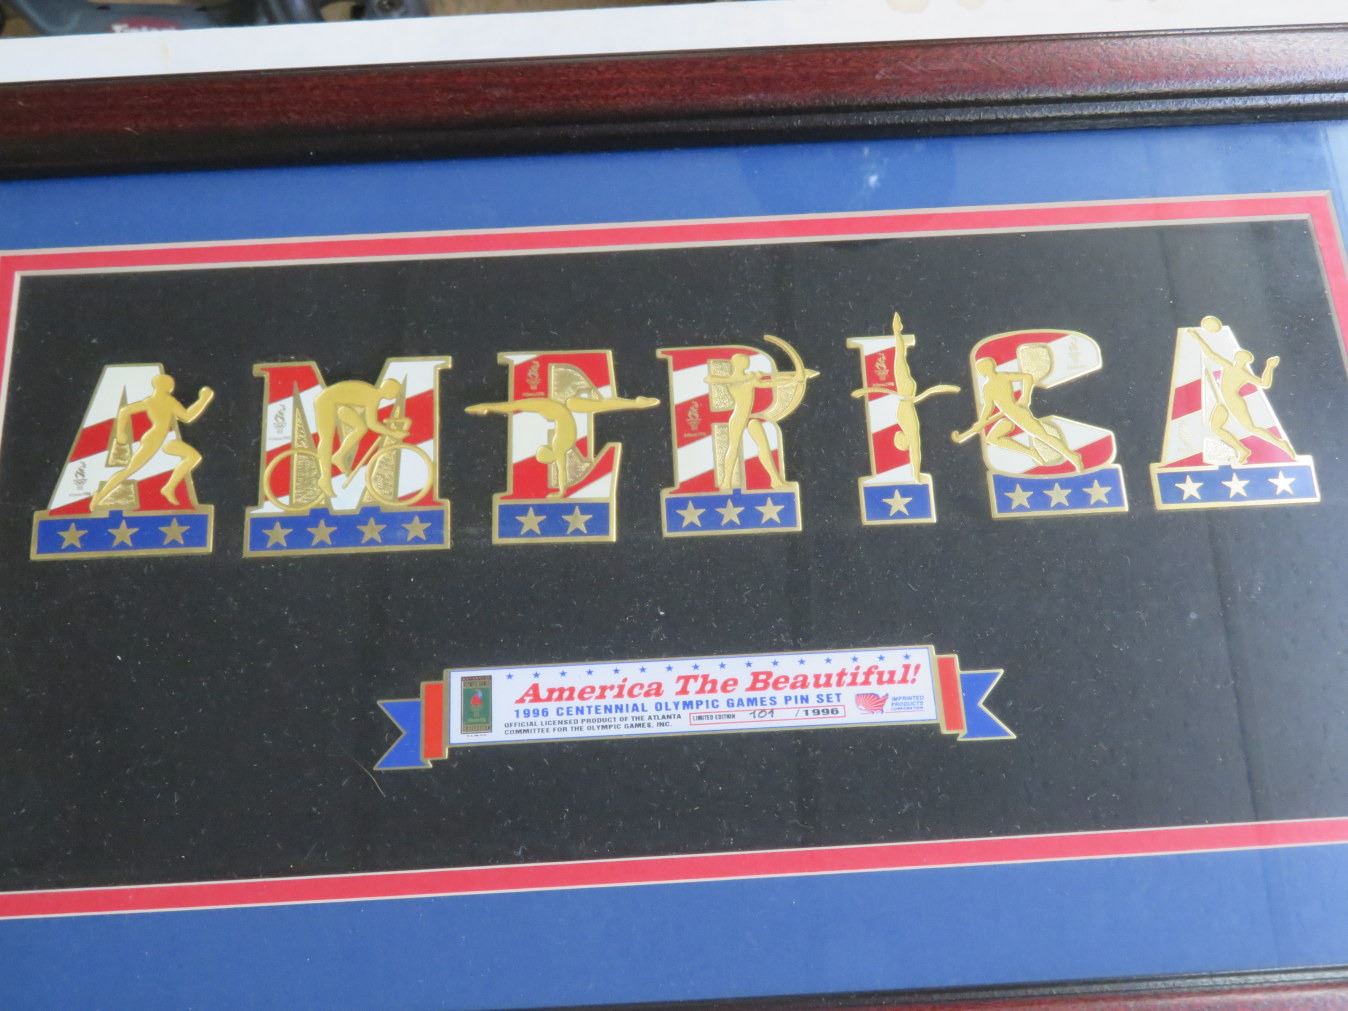 AMERICA
America The Beautiful!
1996 CENTENNIAL OLYMPIC GAMES PIN SET
OFFICIAL LICENSED PRODUCT OF THE ATLANTA
COMMITTEE FOR THE OLYMPIC GAMES, INC.
LIMITED EDITION 101 /1996
IMPRINTED
PRODUCTS
CORPORATION